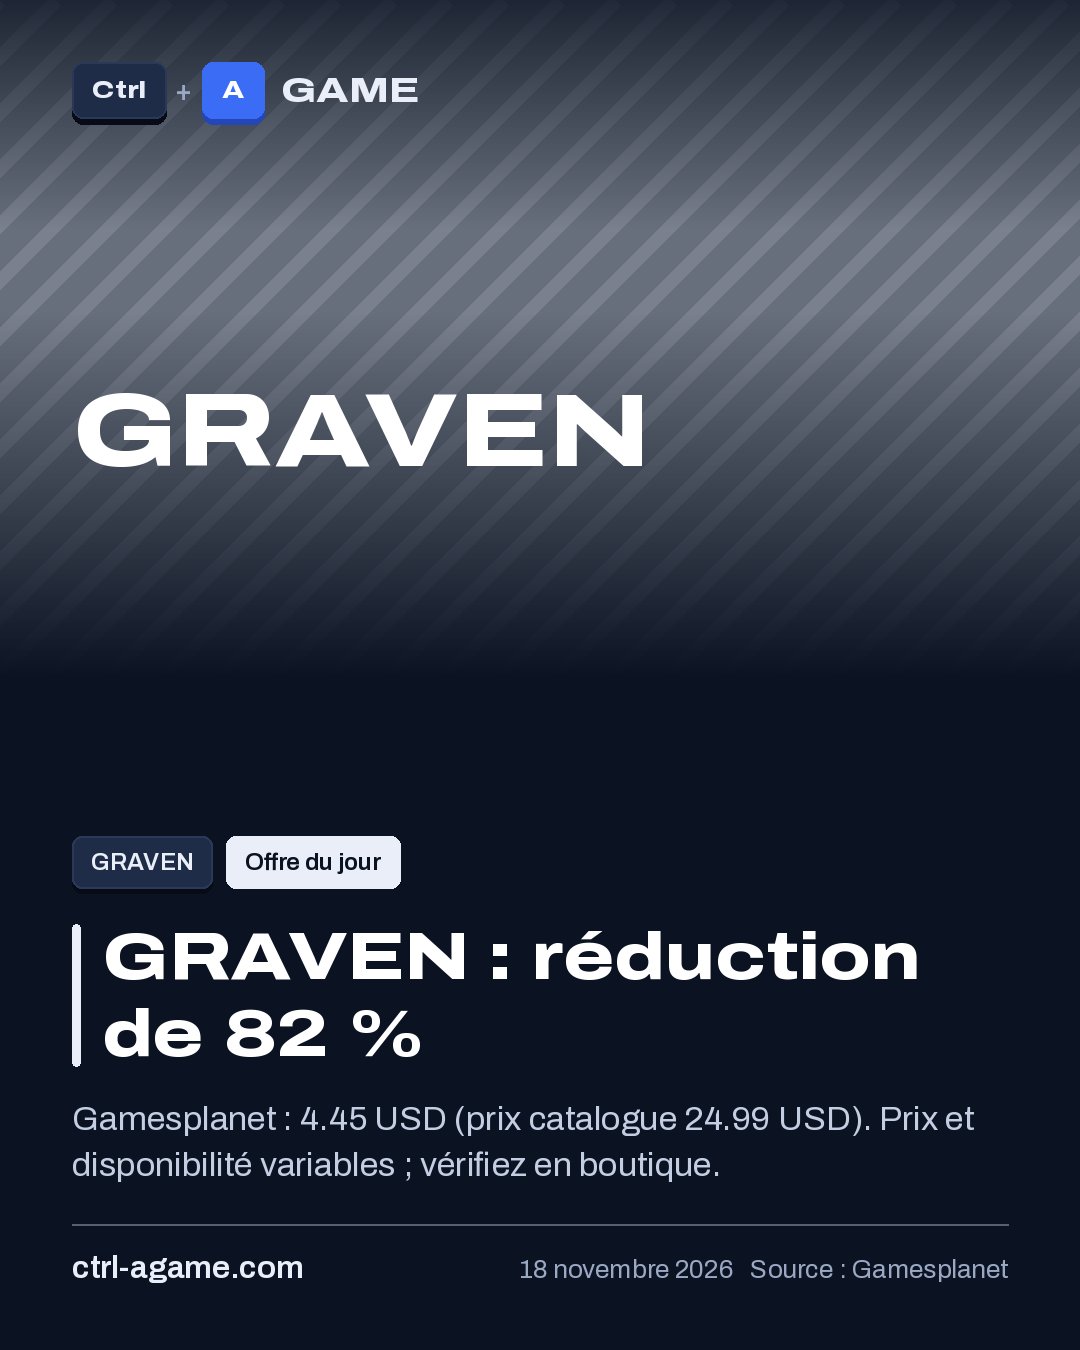 Ctrl + A GAME
GRAVEN
GRAVEN Offre du jour
GRAVEN : réduction
de 82 %
Gamesplanet : 4.45 USD (prix catalogue 24.99 USD). Prix et
disponibilité variables ; vérifiez en boutique.
ctrl-agame.com 18 novembre 2026 Source : Gamesplanet